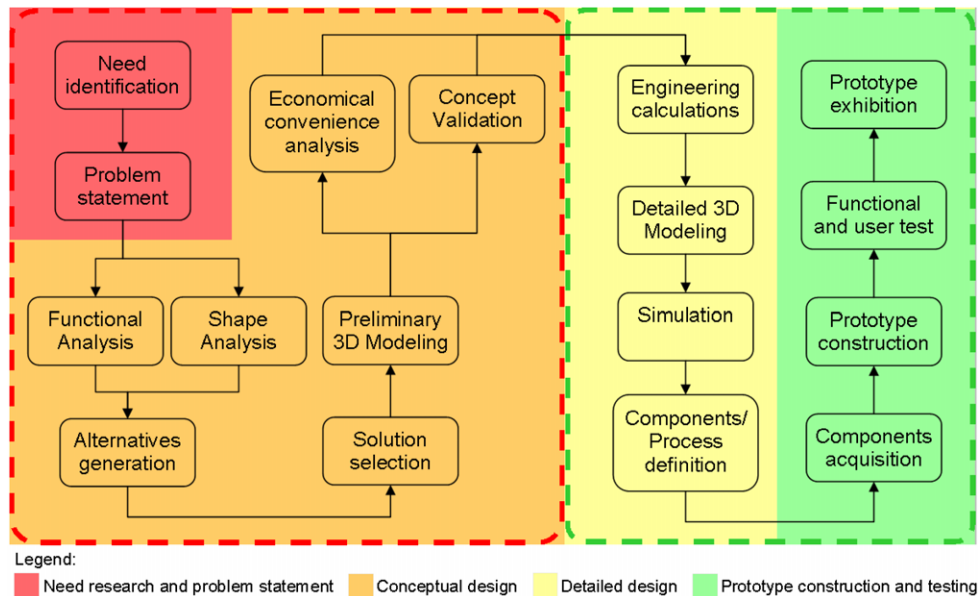 Need
identification
Problem
statement
Functional
Analysis
Shape
Analysis
Alternatives
generation
Solution
selection
Preliminary
3D Modeling
Economical
convenience
analysis
Concept
Validation
Engineering
calculations
Detailed 3D
Modeling
Simulation
Components/
Process
definition
Components
acquisition
Prototype
construction
Functional
and user test
Prototype
exhibition
Legend:
Need research and problem statement
Conceptual design
Detailed design
Prototype construction and testing